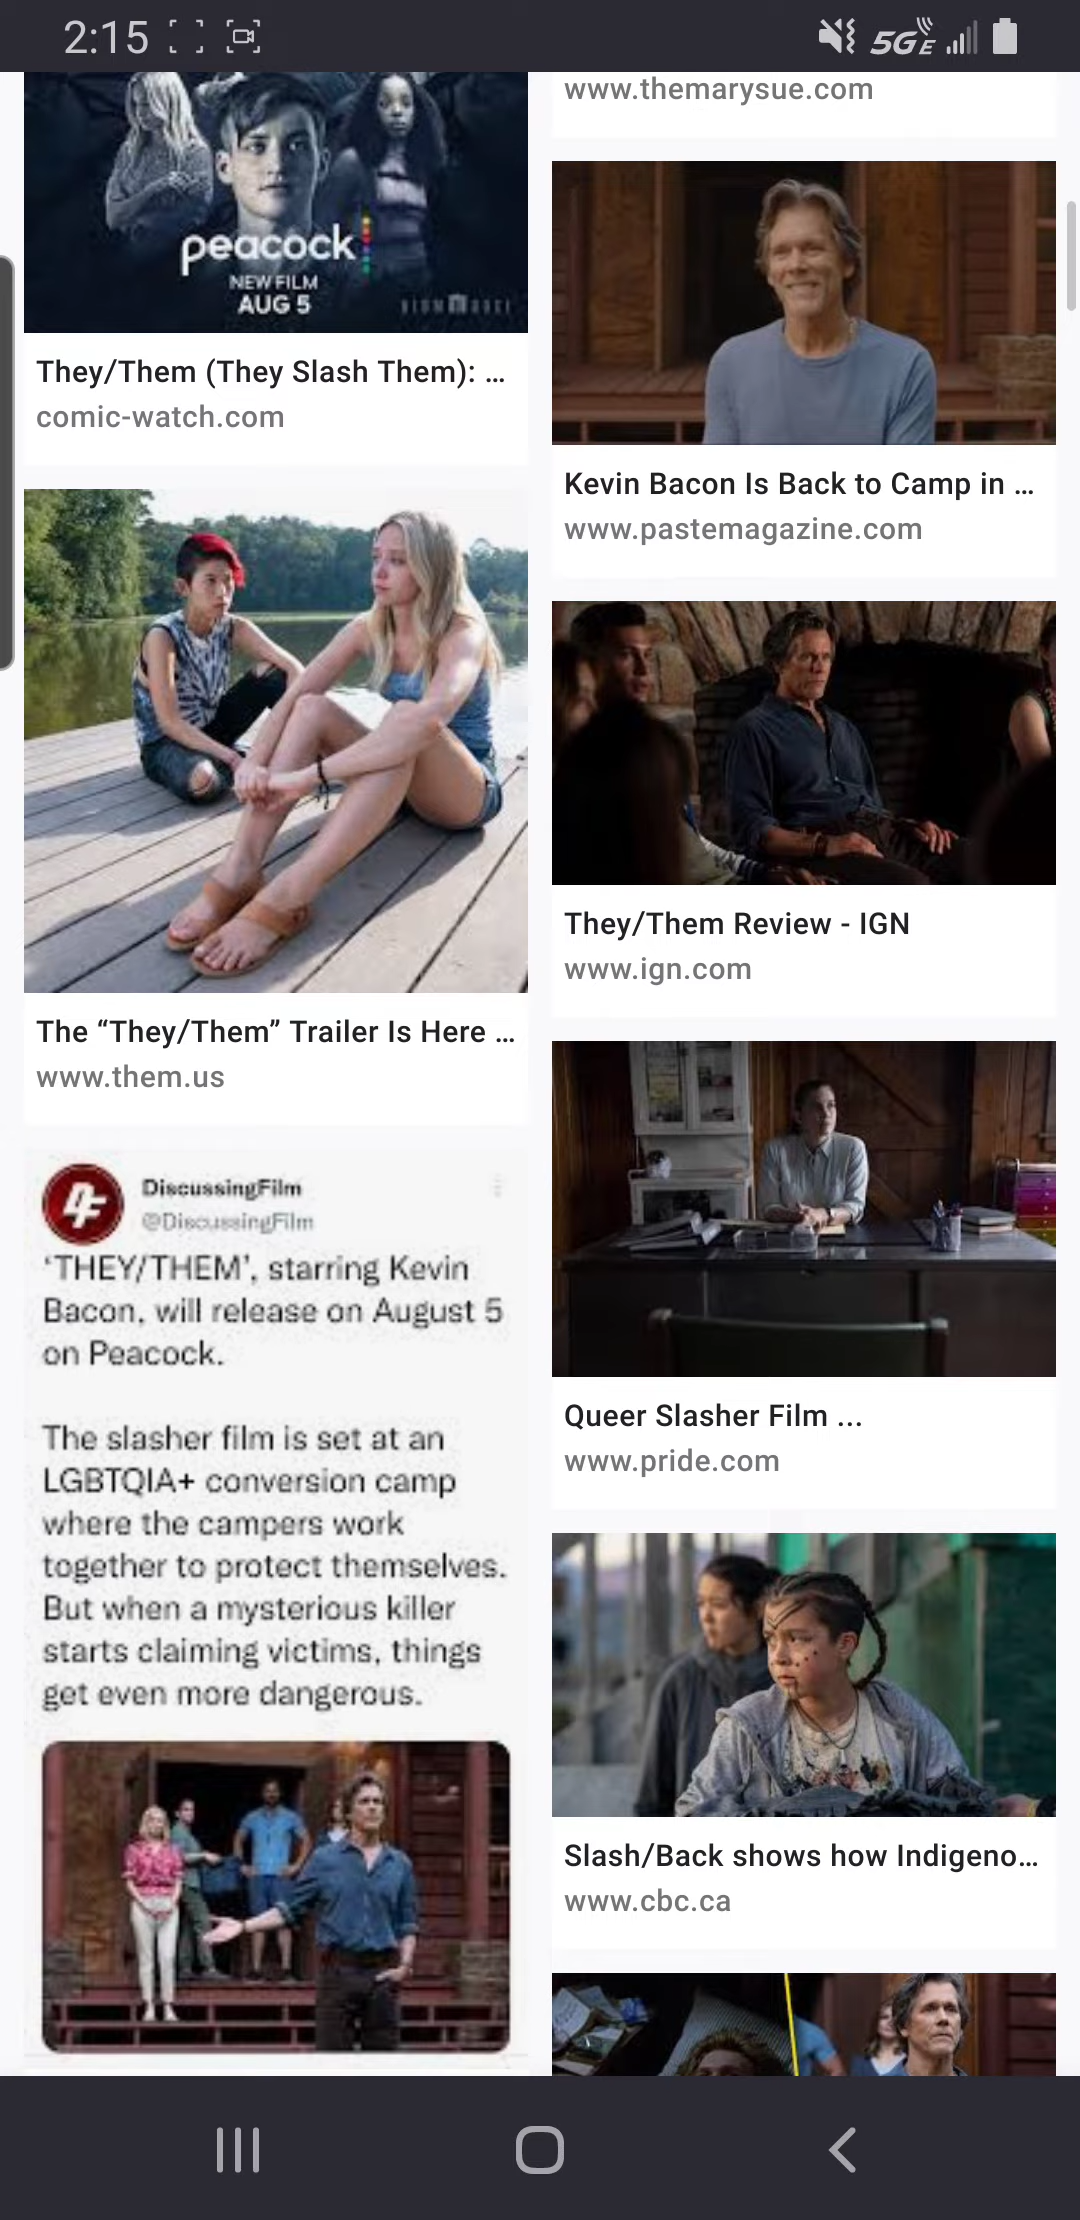 2:15
5GE
peacock
NEW FILM
AUG 5
They/Them (They Slash Them): ...
comic-watch.com
The “They/Them” Trailer Is Here ...
www.them.us
DiscussingFilm
@DiscussingFilm
‘THEY/THEM’, starring Kevin
Bacon, will release on August 5
on Peacock.
The slasher film is set at an
LGBTQIA+ conversion camp
where the campers work
together to protect themselves.
But when a mysterious killer
starts claiming victims, things
get even more dangerous.
www.themarysue.com
Kevin Bacon Is Back to Camp in ...
www.pastemagazine.com
They/Them Review - IGN
www.ign.com
Queer Slasher Film ...
www.pride.com
Slash/Back shows how Indigeno...
www.cbc.ca